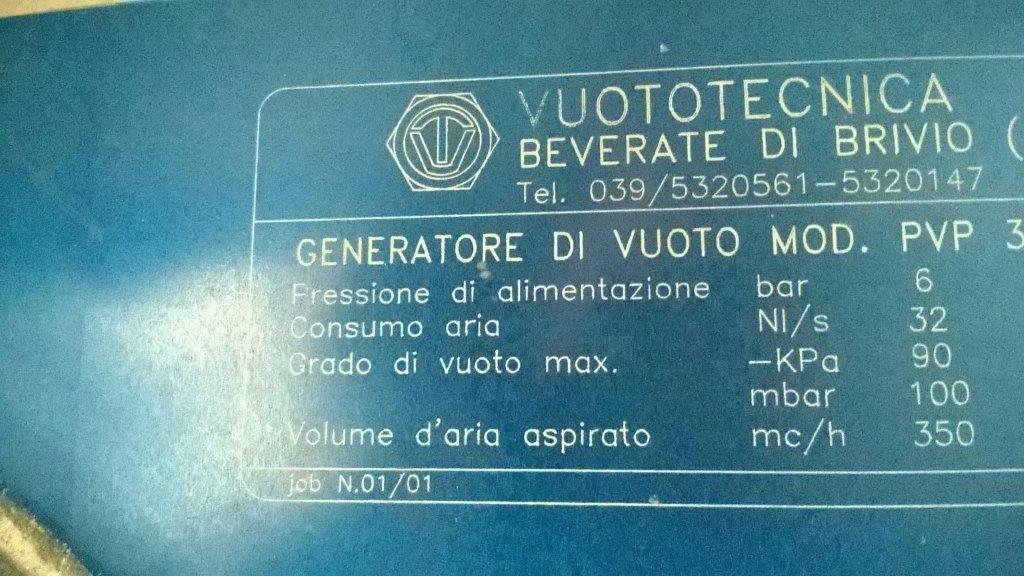 VUOTOTECNICA
BEVERATE DI BRIVIO (
Tel. 039/5320561-5320147
GENERATORE DI VUOTO MOD. PVP 3
Pressione di alimentazione bar 6
Consumo aria Nl/s 32
Grado di vuoto max. -KPa 90
mbar 100
Volume d'aria aspirato mc/h 350
job N.01/01